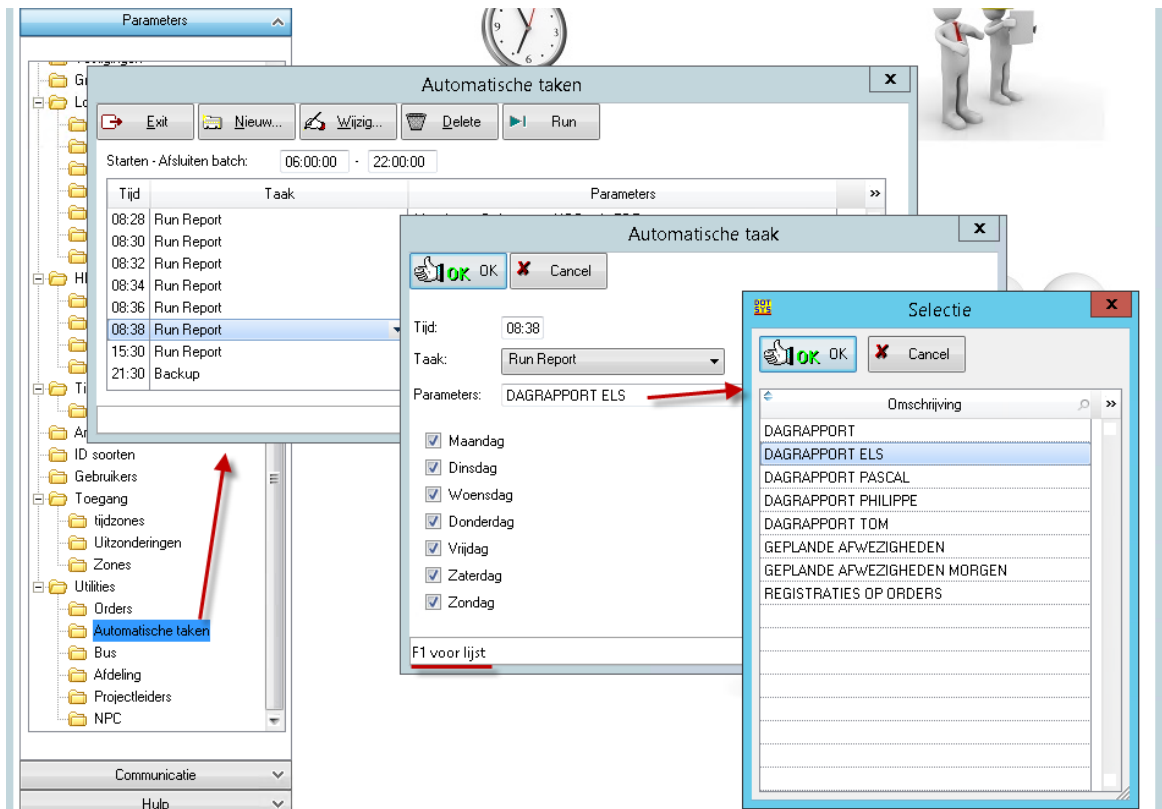 Parameters
9
3
6
Automatische taken
x
Exit
Nieuw...
Wijzig...
Delete
Run
Starten - Afsluiten batch: 06:00:00 - 22:00:00
Tijd Taak Parameters »
08:28 Run Report
08:30 Run Report
08:32 Run Report
08:34 Run Report
08:36 Run Report
08:38 Run Report
15:30 Run Report
21:30 Backup
ID soorten
Gebruikers
Toegang
tijdzones
Uitzonderingen
Zones
Utilities
Orders
Automatische taken
Bus
Afdeling
Projectleiders
NPC
Communicatie
Hulp
Automatische taak
x
OK OK
Cancel
Tijd: 08:38
Taak: Run Report
Parameters: DAGRAPPORT ELS
Maandag
Dinsdag
Woensdag
Donderdag
Vrijdag
Zaterdag
Zondag
F1 voor lijst
DOT
SYS
Selectie
x
OK OK
Cancel
Omschrijving »
DAGRAPPORT
DAGRAPPORT ELS
DAGRAPPORT PASCAL
DAGRAPPORT PHILIPPE
DAGRAPPORT TOM
GEPLANDE AFWEZIGHEDEN
GEPLANDE AFWEZIGHEDEN MORGEN
REGISTRATIES OP ORDERS